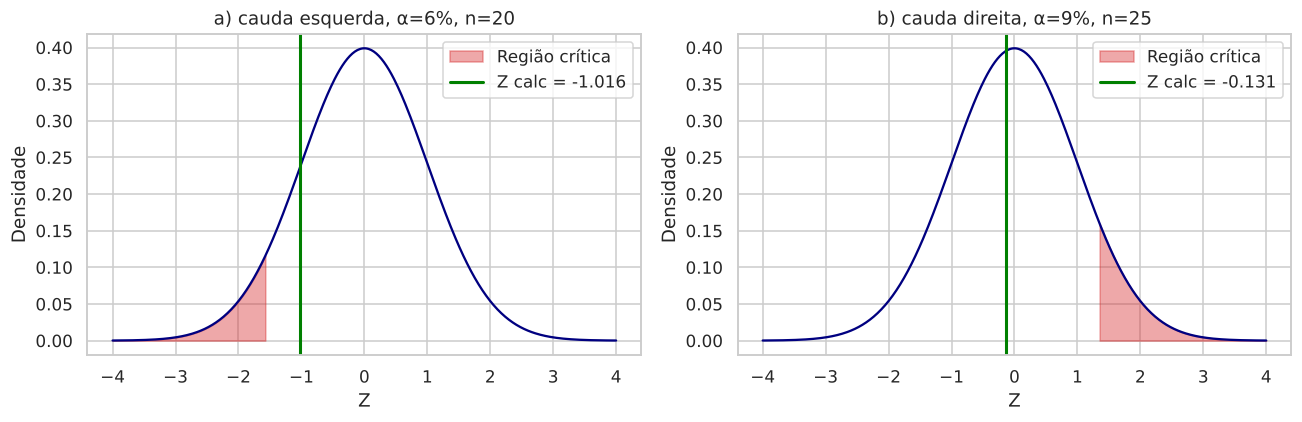 a) cauda esquerda, α=6%, n=20
Região crítica
Z calc = -1.016
0.40
0.35
0.30
0.25
0.20
0.15
0.10
0.05
0.00
Densidade
−4 −3 −2 −1 0 1 2 3 4
Z
b) cauda direita, α=9%, n=25
Região crítica
Z calc = -0.131
0.40
0.35
0.30
0.25
0.20
0.15
0.10
0.05
0.00
Densidade
−4 −3 −2 −1 0 1 2 3 4
Z